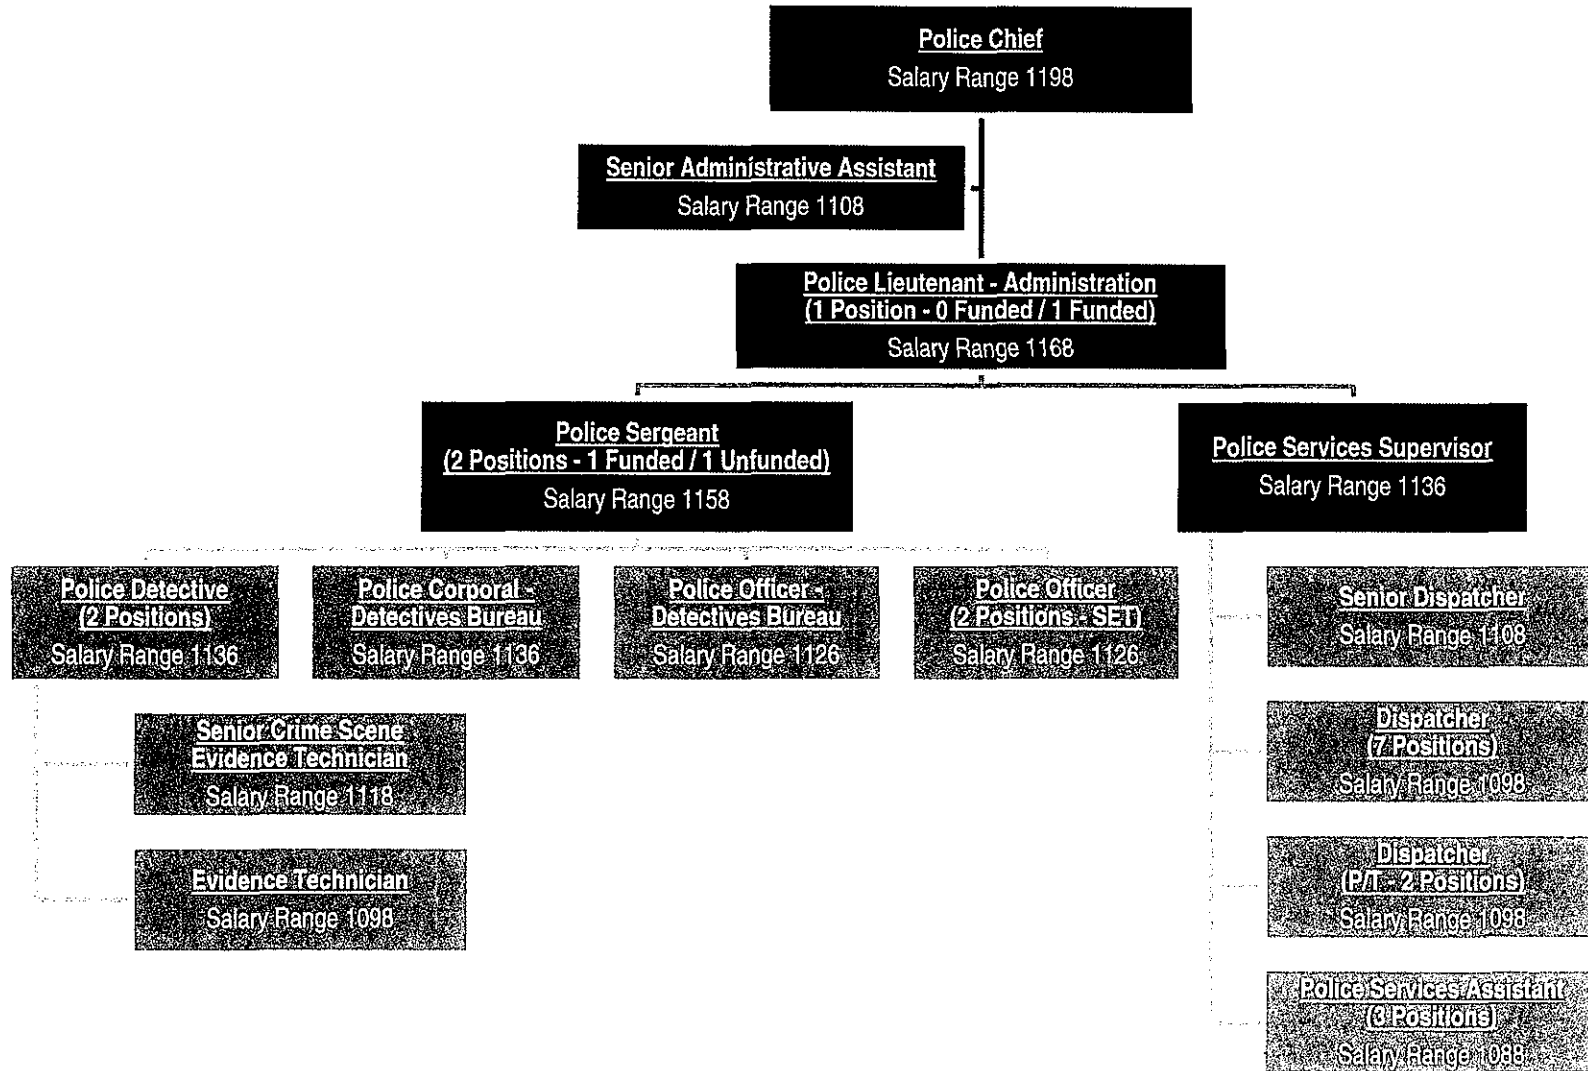 Police Chief
Salary Range 1198
Senior Administrative Assistant
Salary Range 1108
Police Lieutenant - Administration
(1 Position - 0 Funded / 1 Funded)
Salary Range 1168
Police Sergeant
(2 Positions - 1 Funded / 1 Unfunded)
Salary Range 1158
Police Services Supervisor
Salary Range 1136
Police Detective
(2 Positions)
Salary Range 1136
Police Corporal -
Detectives Bureau
Salary Range 1136
Police Officer -
Detectives Bureau
Salary Range 1126
Police Officer
(2 Positions - SET)
Salary Range 1126
Senior Crime Scene
Evidence Technician
Salary Range 1118
Evidence Technician
Salary Range 1098
Senior Dispatcher
Salary Range 1108
Dispatcher
(7 Positions)
Salary Range 1098
Dispatcher
(P/T - 2 Positions)
Salary Range 1098
Police Services Assistant
(3 Positions)
Salary Range 1088